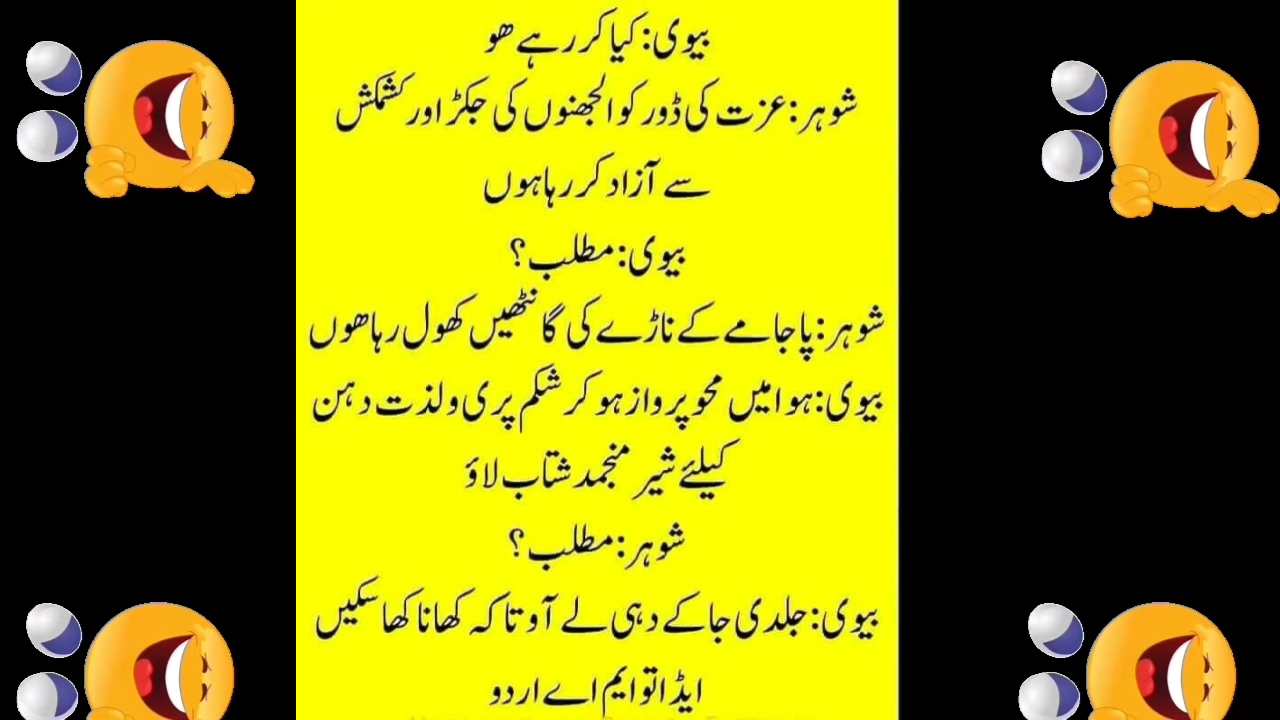 بیوی: کیا کر رہے ھو
شوہر: عزت کی ڈور کو الجھنوں کی جکڑ اور کشمکش
سے آزاد کر رہا ہوں
بیوی: مطلب؟
شوہر: پاجامے کے ناڑے کی گانٹھیں کھول رہا ھوں
بیوی: ہوا میں محو پرواز ہو کر شکم پری و لذت دہن
کیلئے شیر منجمد شتاب لاؤ
شوہر: مطلب؟
بیوی: جلدی جا کے دہی لے آو تا کہ کھانا کھا سکیں
ایڈا تو ایم اے اردو